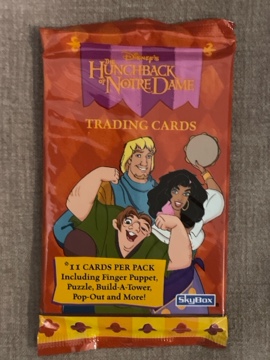 Disney's
THE HUNCHBACK
OF NOTRE DAME
TRADING CARDS
*11 CARDS PER PACK
Including Finger Puppet,
Puzzle, Build-A-Tower,
Pop-Out and More!
SkyBox